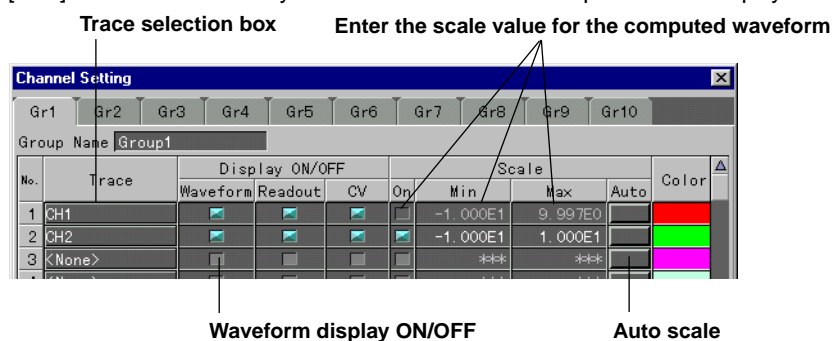 Trace selection box
Enter the scale value for the computed waveform
Channel Setting
Gr1 Gr2 Gr3 Gr4 Gr5 Gr6 Gr7 Gr8 Gr9 Gr10
Group Name Group1
No. Trace Display ON/OFF Scale Color
Waveform Readout CV On Min Max Auto
1 CH1 -1.000E1 9.997E0
2 CH2 -1.000E1 1.000E1
3 <None> *** ***
Waveform display ON/OFF
Auto scale